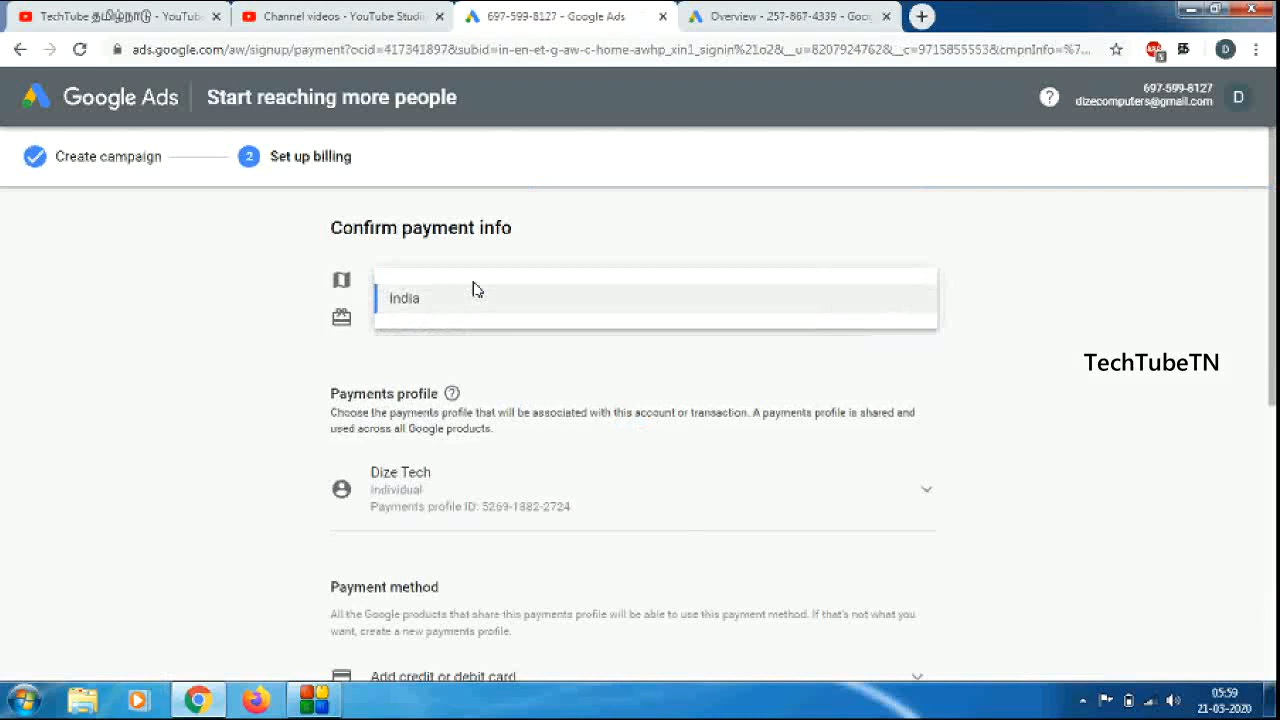 TechTube தமிழ்நாடு - YouTube
Channel videos - YouTube Studi
697-599-8127 - Google Ads
Overview - 257-867-4339 - Goog
ads.google.com/aw/signup/payment?ocid=417341897&subid=in-en-et-g-aw-c-home-awhp_xin1_signin%21o2&__u=8207924762&__c=9715855553&cmpnInfo=%7...
D
Google Ads
Start reaching more people
697-599-8127
dizecomputers@gmail.com
D
Create campaign
2 Set up billing
Confirm payment info
India
TechTubeTN
Payments profile
Choose the payments profile that will be associated with this account or transaction. A payments profile is shared and
used across all Google products.
Dize Tech
Individual
Payments profile ID: 5269-1882-2724
Payment method
All the Google products that share this payments profile will be able to use this payment method. If that's not what you
want, create a new payments profile.
Add credit or debit card
05:59
21-03-2020